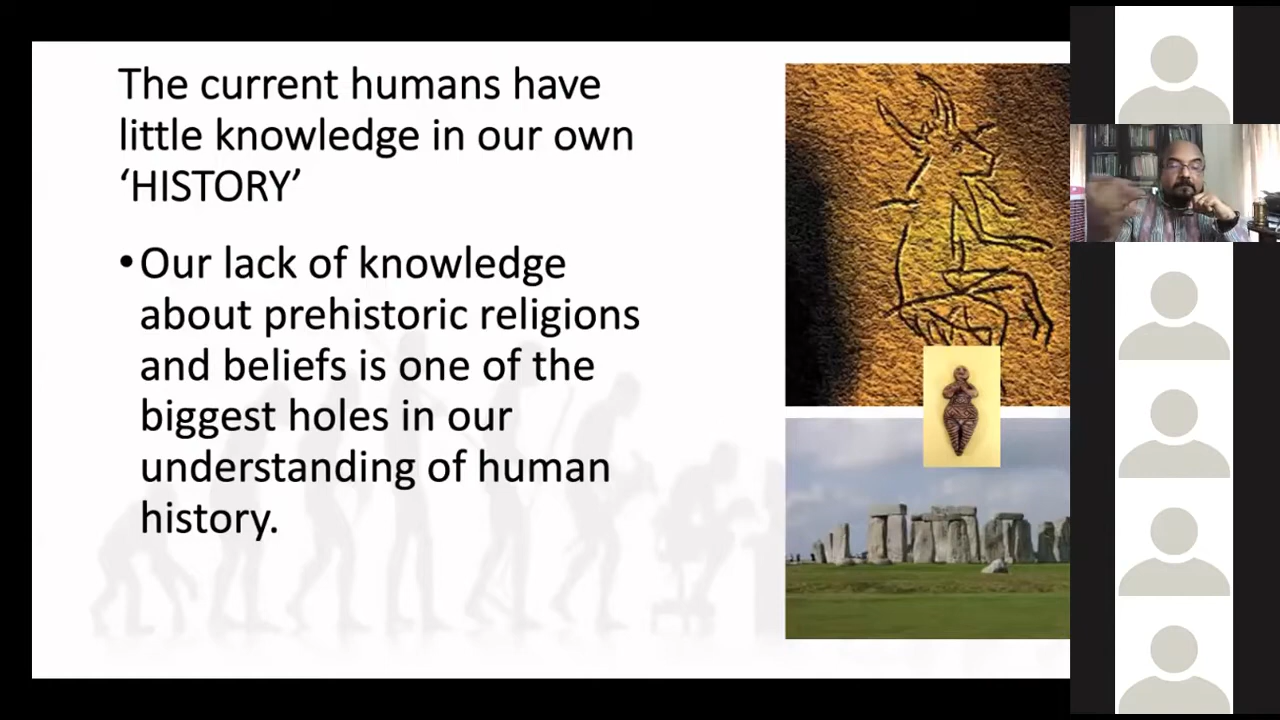 The current humans have
little knowledge in our own
‘HISTORY’
•Our lack of knowledge
about prehistoric religions
and beliefs is one of the
biggest holes in our
understanding of human
history.